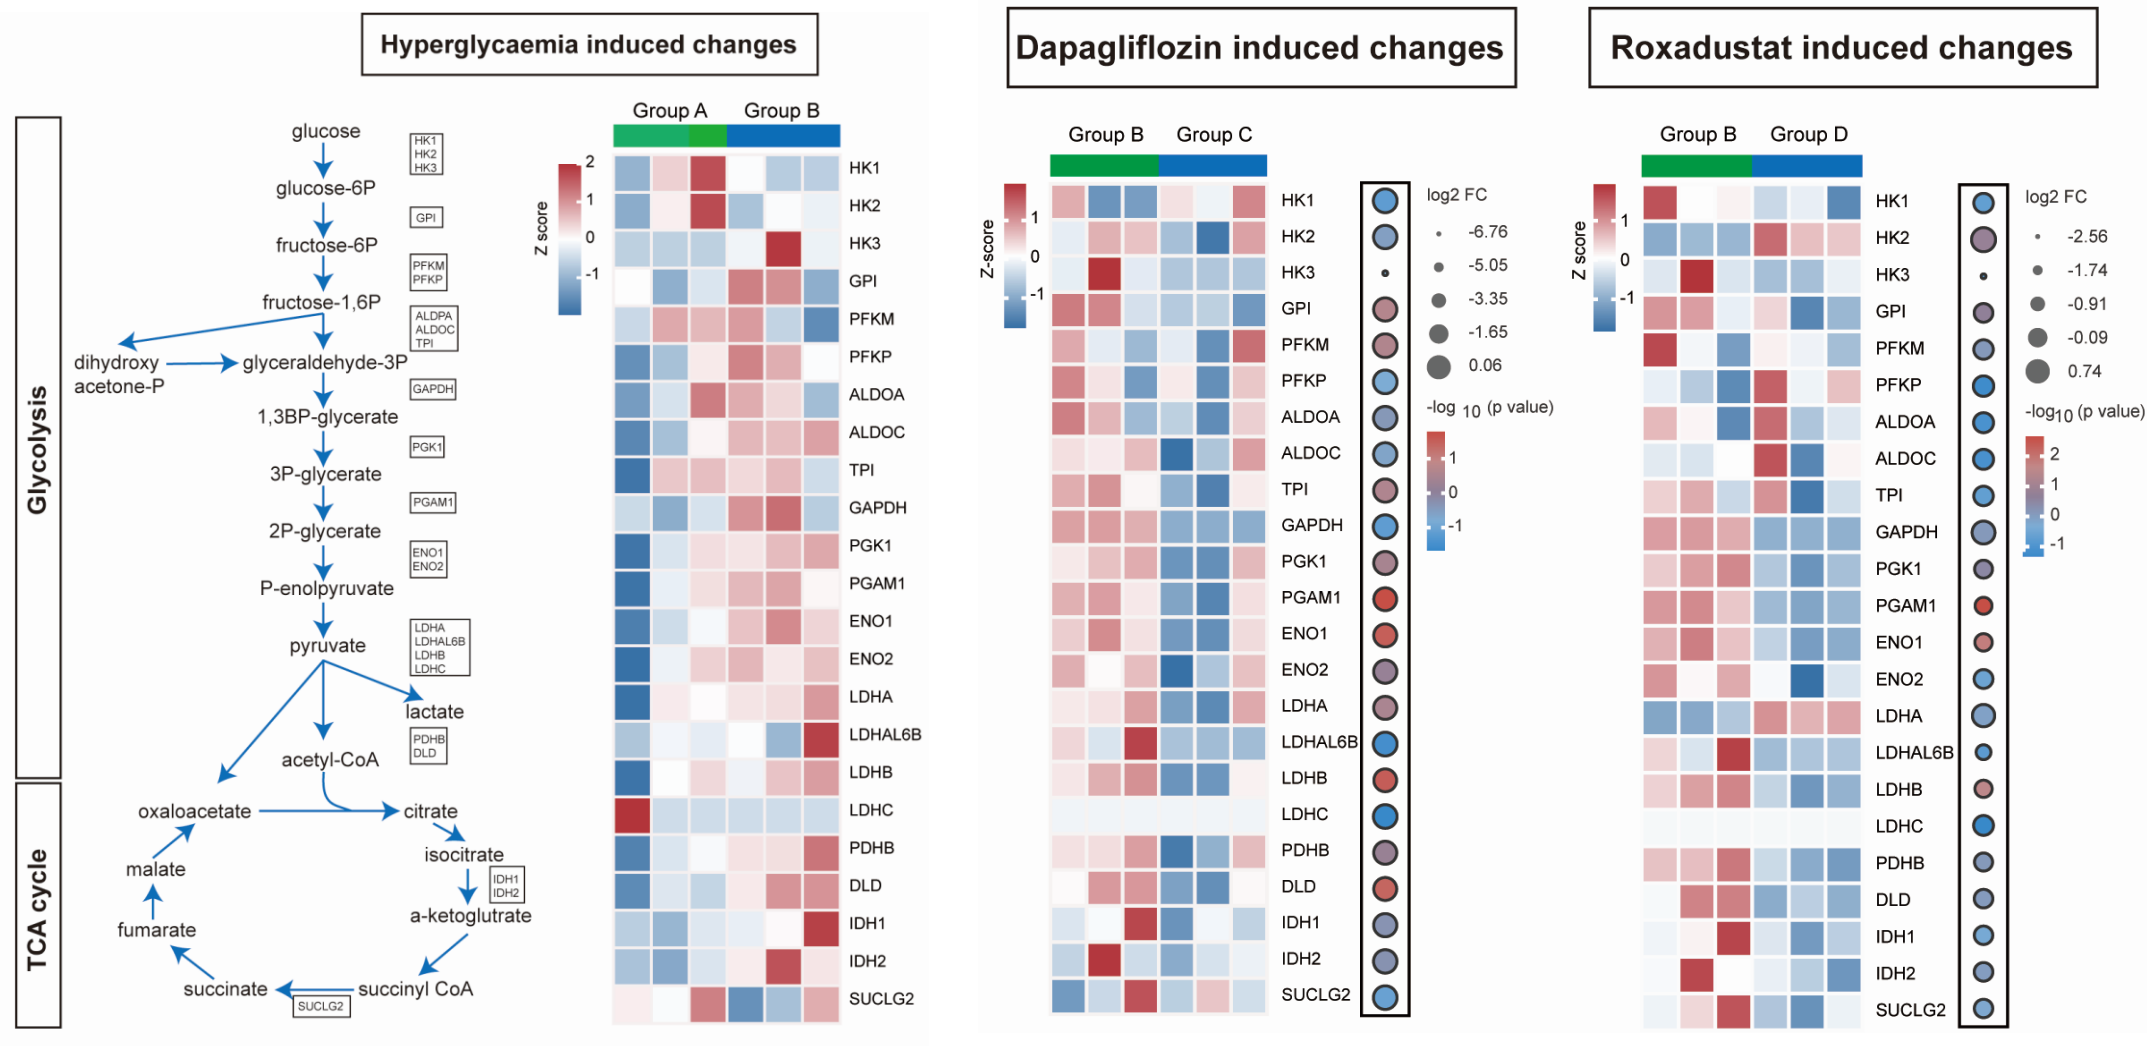 Hyperglycaemia induced changes
Glycolysis
TCA cycle
glucose
glucose-6P
fructose-6P
fructose-1,6P
dihydroxy
acetone-P
glyceraldehyde-3P
1,3BP-glycerate
3P-glycerate
2P-glycerate
P-enolpyruvate
pyruvate
lactate
acetyl-CoA
oxaloacetate
citrate
isocitrate
a-ketoglutrate
succinyl CoA
succinate
fumarate
malate
HK1
HK2
HK3
GPI
PFKM
PFKP
ALDPA
ALDOC
TPI
GAPDH
PGK1
PGAM1
ENO1
ENO2
LDHA
LDHAL6B
LDHB
LDHC
PDHB
DLD
IDH1
IDH2
SUCLG2
Group A Group B
Z score
2
1
0
-1
HK1
HK2
HK3
GPI
PFKM
PFKP
ALDOA
ALDOC
TPI
GAPDH
PGK1
PGAM1
ENO1
ENO2
LDHA
LDHAL6B
LDHB
LDHC
PDHB
DLD
IDH1
IDH2
SUCLG2
Dapagliflozin induced changes
Group B Group C
Z-score
1
0
-1
HK1
HK2
HK3
GPI
PFKM
PFKP
ALDOA
ALDOC
TPI
GAPDH
PGK1
PGAM1
ENO1
ENO2
LDHA
LDHAL6B
LDHB
LDHC
PDHB
DLD
IDH1
IDH2
SUCLG2
log2 FC
-6.76
-5.05
-3.35
-1.65
0.06
-log 10 (p value)
1
0
-1
Roxadustat induced changes
Group B Group D
Z score
1
0
-1
HK1
HK2
HK3
GPI
PFKM
PFKP
ALDOA
ALDOC
TPI
GAPDH
PGK1
PGAM1
ENO1
ENO2
LDHA
LDHAL6B
LDHB
LDHC
PDHB
DLD
IDH1
IDH2
SUCLG2
log2 FC
-2.56
-1.74
-0.91
-0.09
0.74
-log10 (p value)
2
1
0
-1